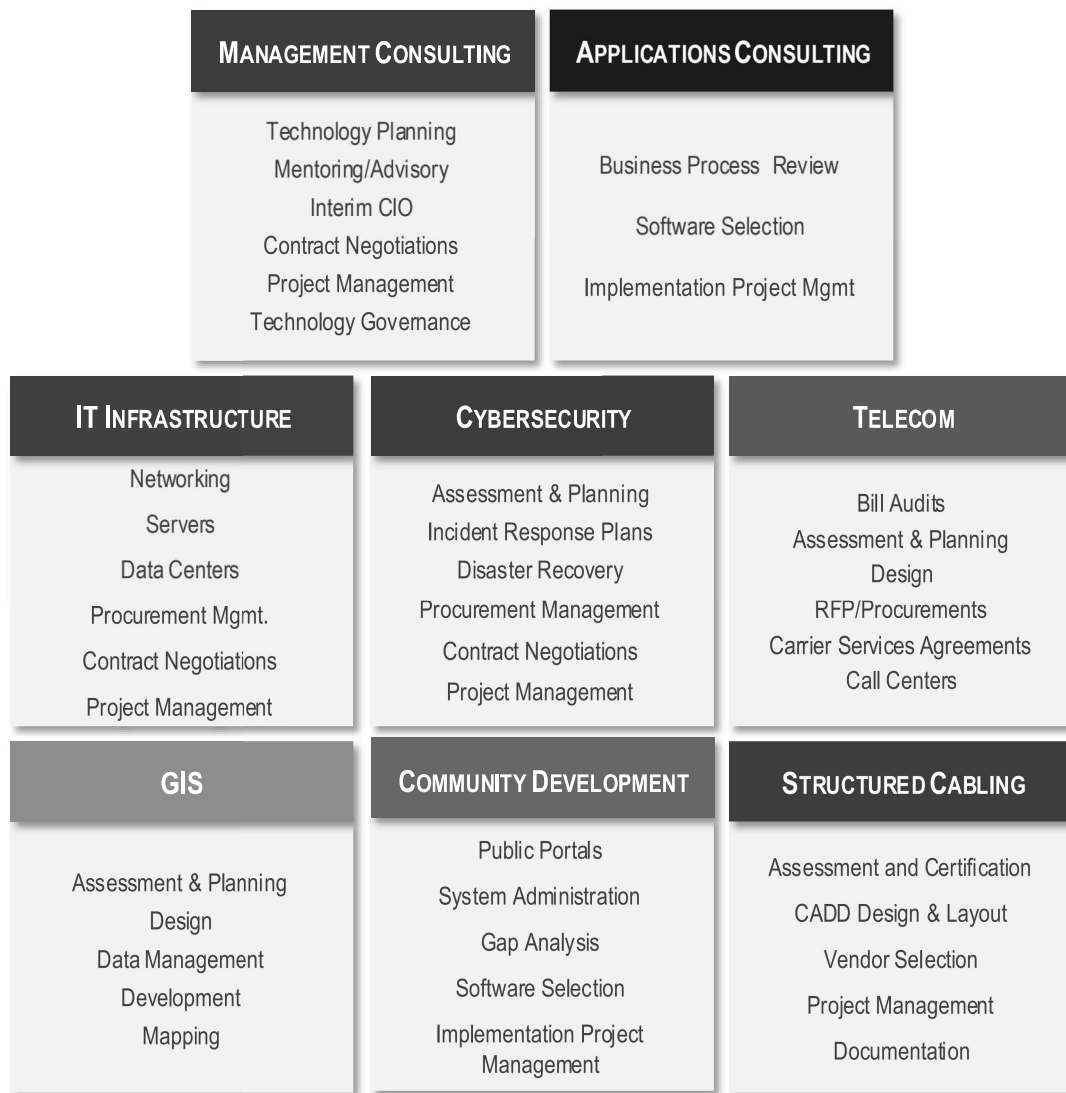 MANAGEMENT CONSULTING
Technology Planning
Mentoring/Advisory
Interim CIO
Contract Negotiations
Project Management
Technology Governance
APPLICATIONS CONSULTING
Business Process Review
Software Selection
Implementation Project Mgmt
IT INFRASTRUCTURE
Networking
Servers
Data Centers
Procurement Mgmt.
Contract Negotiations
Project Management
CYBERSECURITY
Assessment & Planning
Incident Response Plans
Disaster Recovery
Procurement Management
Contract Negotiations
Project Management
TELECOM
Bill Audits
Assessment & Planning
Design
RFP/Procurements
Carrier Services Agreements
Call Centers
GIS
Assessment & Planning
Design
Data Management
Development
Mapping
COMMUNITY DEVELOPMENT
Public Portals
System Administration
Gap Analysis
Software Selection
Implementation Project
Management
STRUCTURED CABLING
Assessment and Certification
CADD Design & Layout
Vendor Selection
Project Management
Documentation